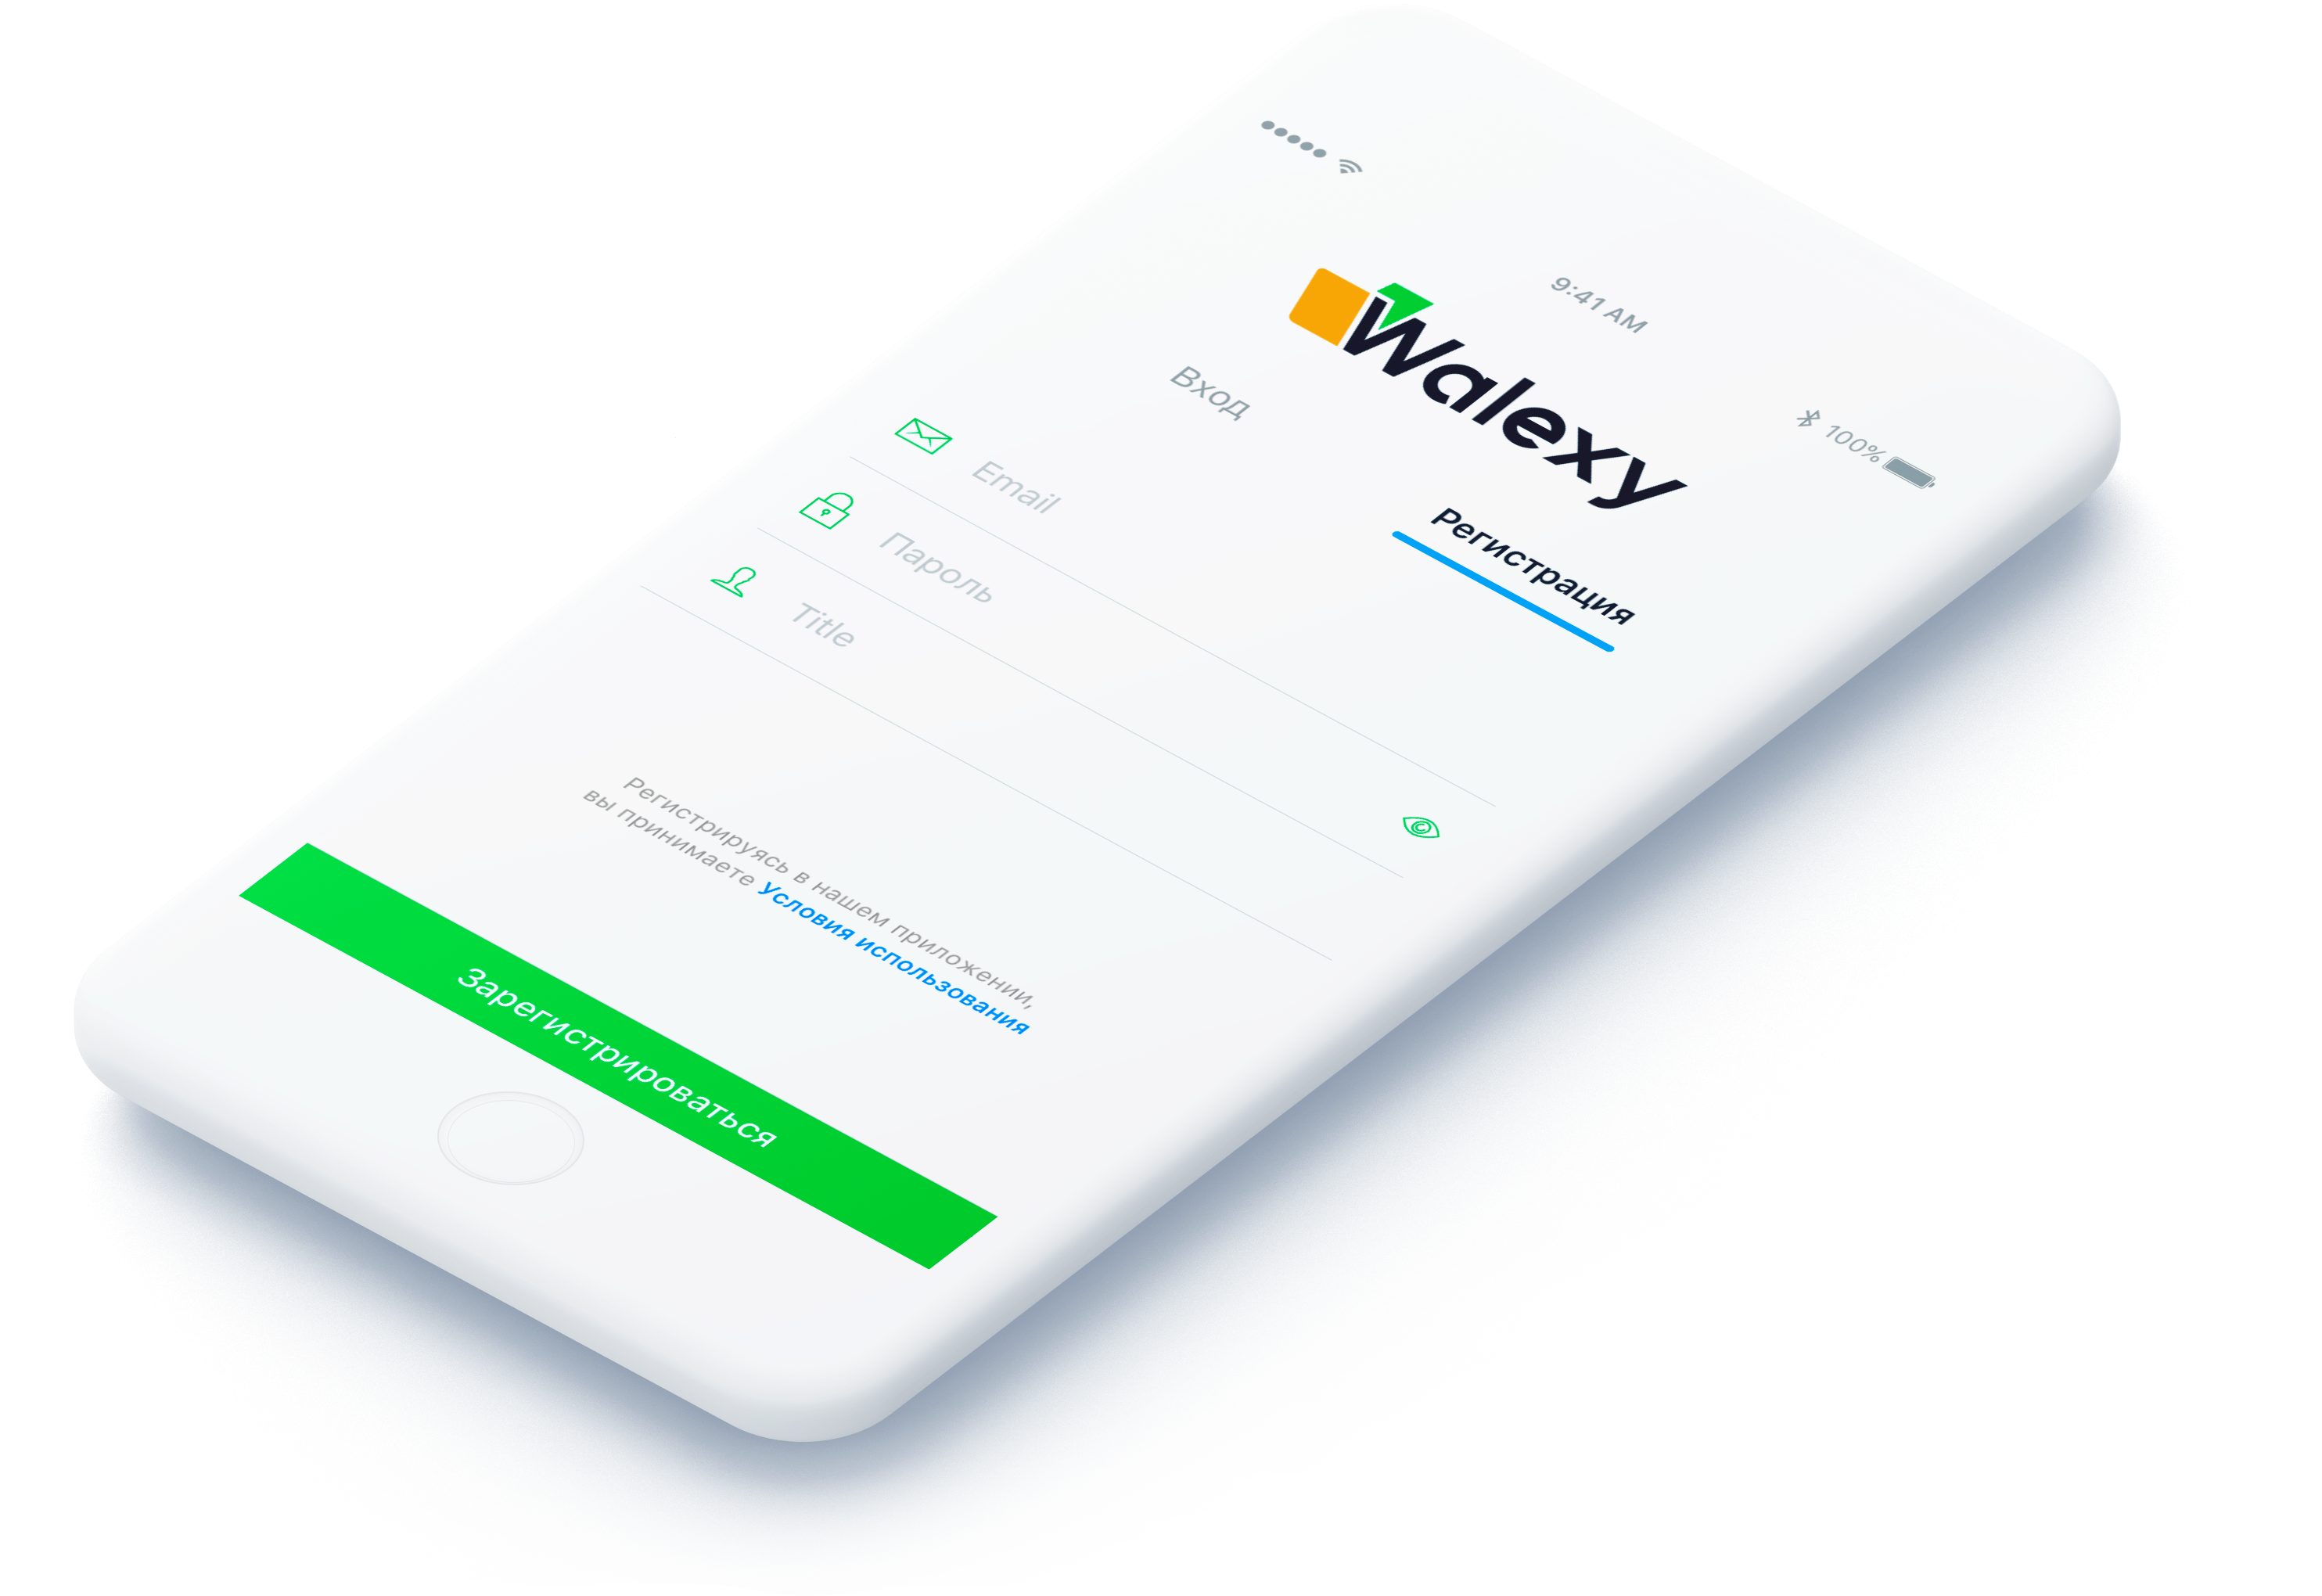 9:41 AM
100%
Walexy
Вход
Регистрация
Email
Пароль
Title
Регистрируясь в нашем приложении,
вы принимаете Условия использования
Зарегистрироваться